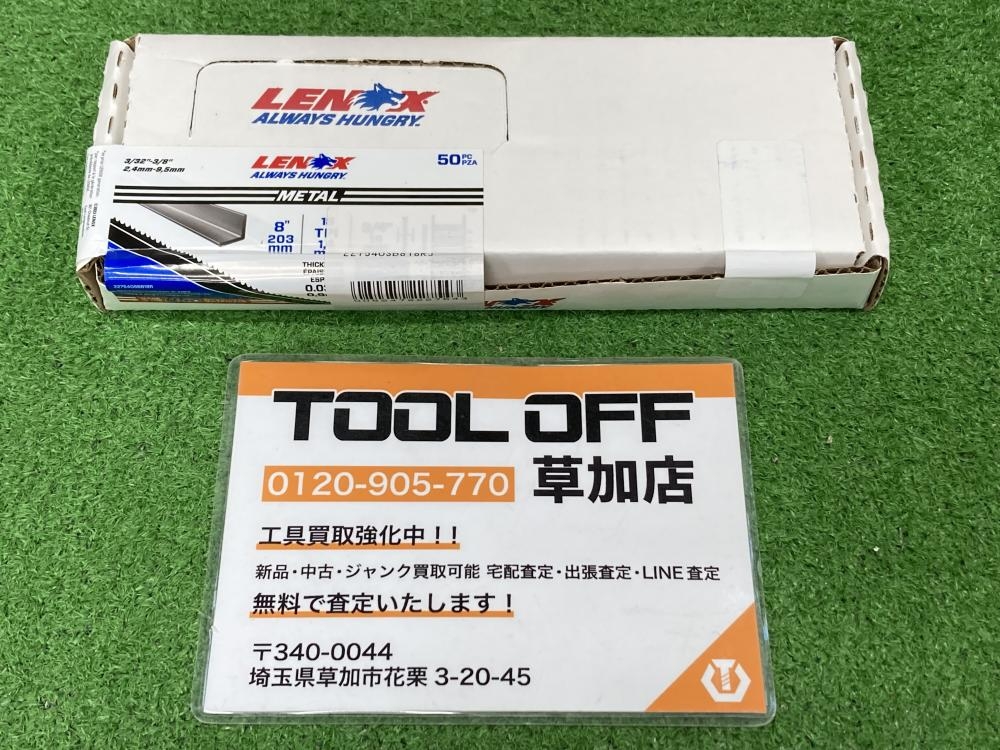 LENOX
ALWAYS HUNGRY.
3/32"-3/8"
2,4mm-9,5mm
LENOX
ALWAYS HUNGRY.
50 PC PZA
METAL
8"
203
mm
THICK
0.0
LENOX
TOOL OFF
0120-905-770 草加店
工具買取強化中！！
新品・中古・ジャンク買取可能 宅配査定・出張査定・LINE査定
無料で査定いたします！
〒340-0044
埼玉県草加市花栗 3-20-45